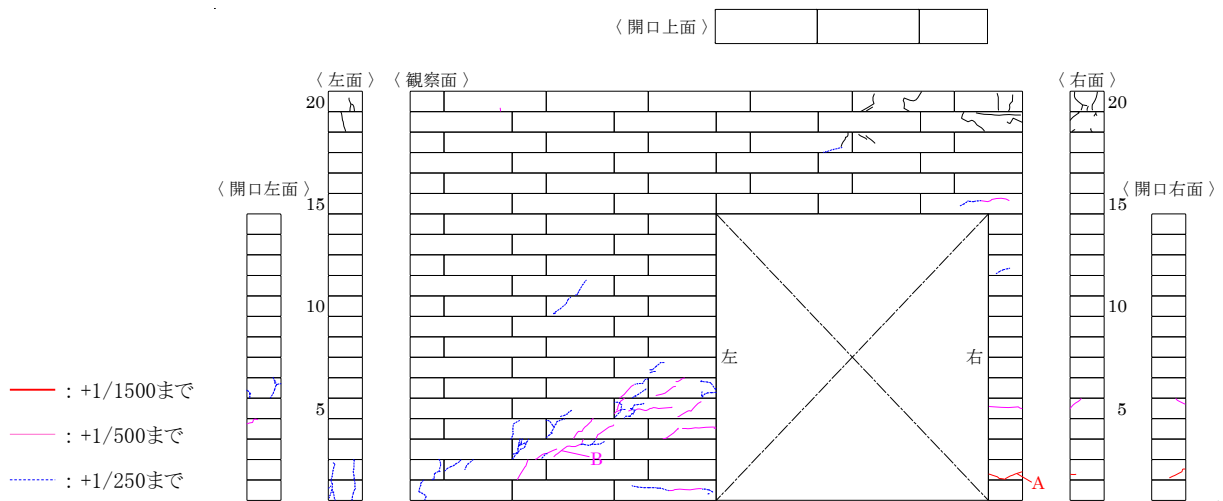 〈 開口上面 〉
〈 左面 〉 〈 観察面 〉 〈 右面 〉
20 20
〈 開口左面 〉 〈 開口右面 〉
15 15
10 10
左 右
: +1/1500まで
5 5
: +1/500まで
B
: +1/250まで
A